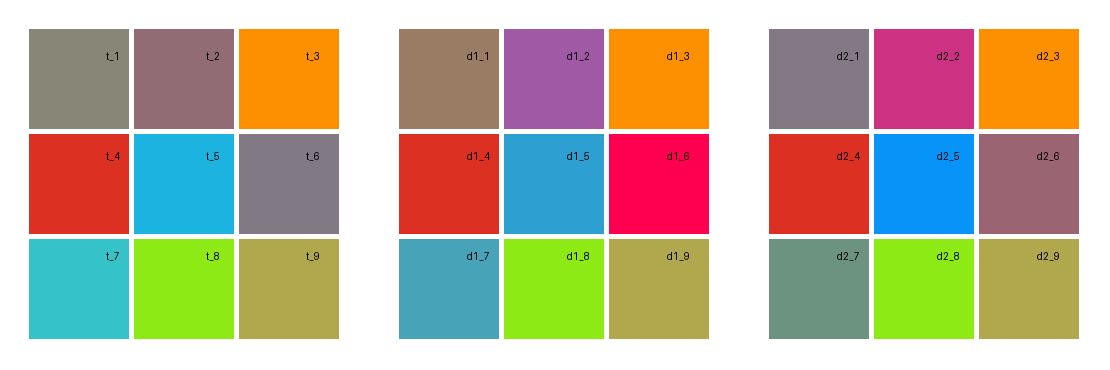 t_1 t_2 t_3 d1_1 d1_2 d1_3 d2_1 d2_2 d2_3
t_4 t_5 t_6 d1_4 d1_5 d1_6 d2_4 d2_5 d2_6
t_7 t_8 t_9 d1_7 d1_8 d1_9 d2_7 d2_8 d2_9